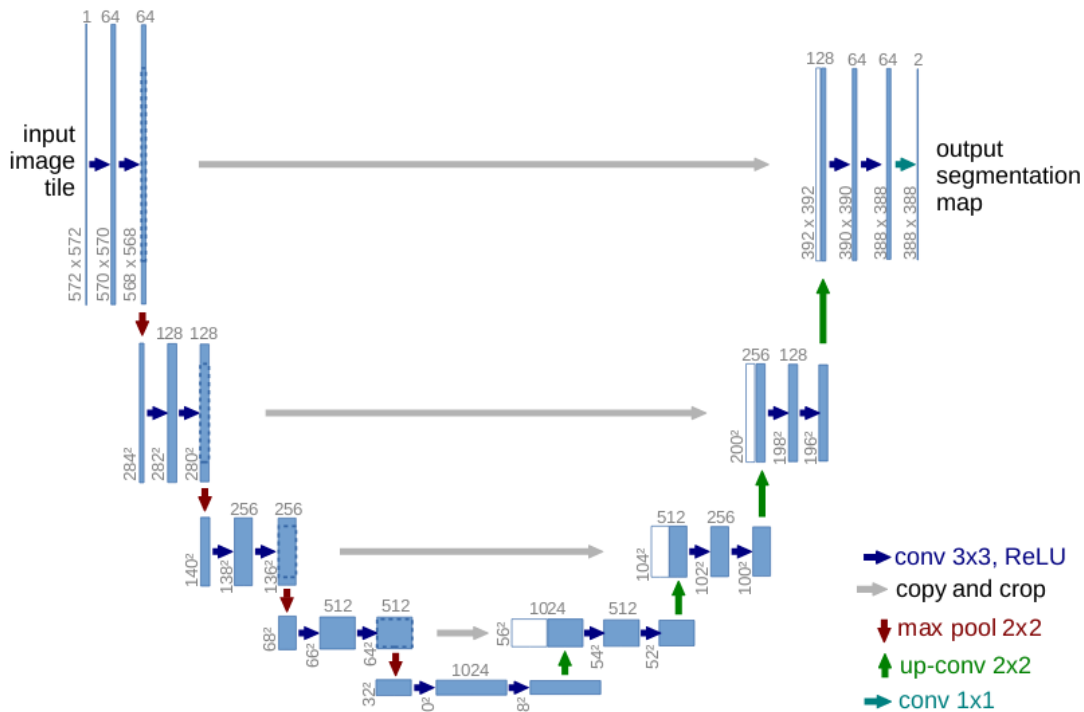 1 64 64
128 64 64 2
input
image
tile
output
segmentation
map
572 x 572
570 x 570
568 x 568
392 x 392
390 x 390
388 x 388
388 x 388
128 128
256 128
284²
282²
280²
200²
198²
196²
256 256
512 256
140²
138²
136²
104²
102²
100²
conv 3x3, ReLU
copy and crop
max pool 2x2
up-conv 2x2
conv 1x1
512 512
1024 512
68²
66²
64²
56²
54²
52²
1024
32²
0²
8²